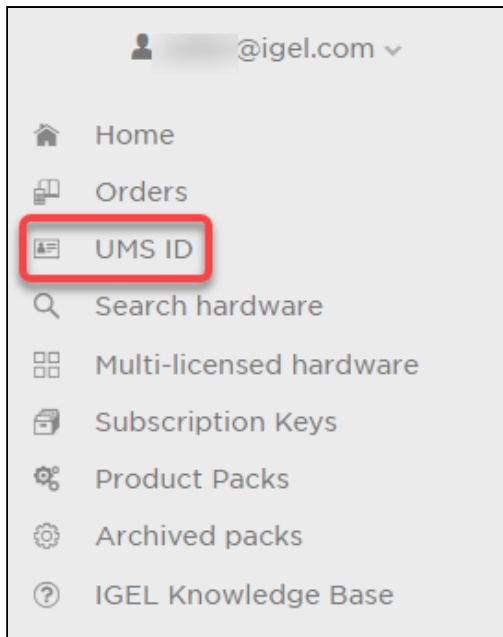 @igel.com
Home
Orders
UMS ID
Search hardware
Multi-licensed hardware
Subscription Keys
Product Packs
Archived packs
IGEL Knowledge Base